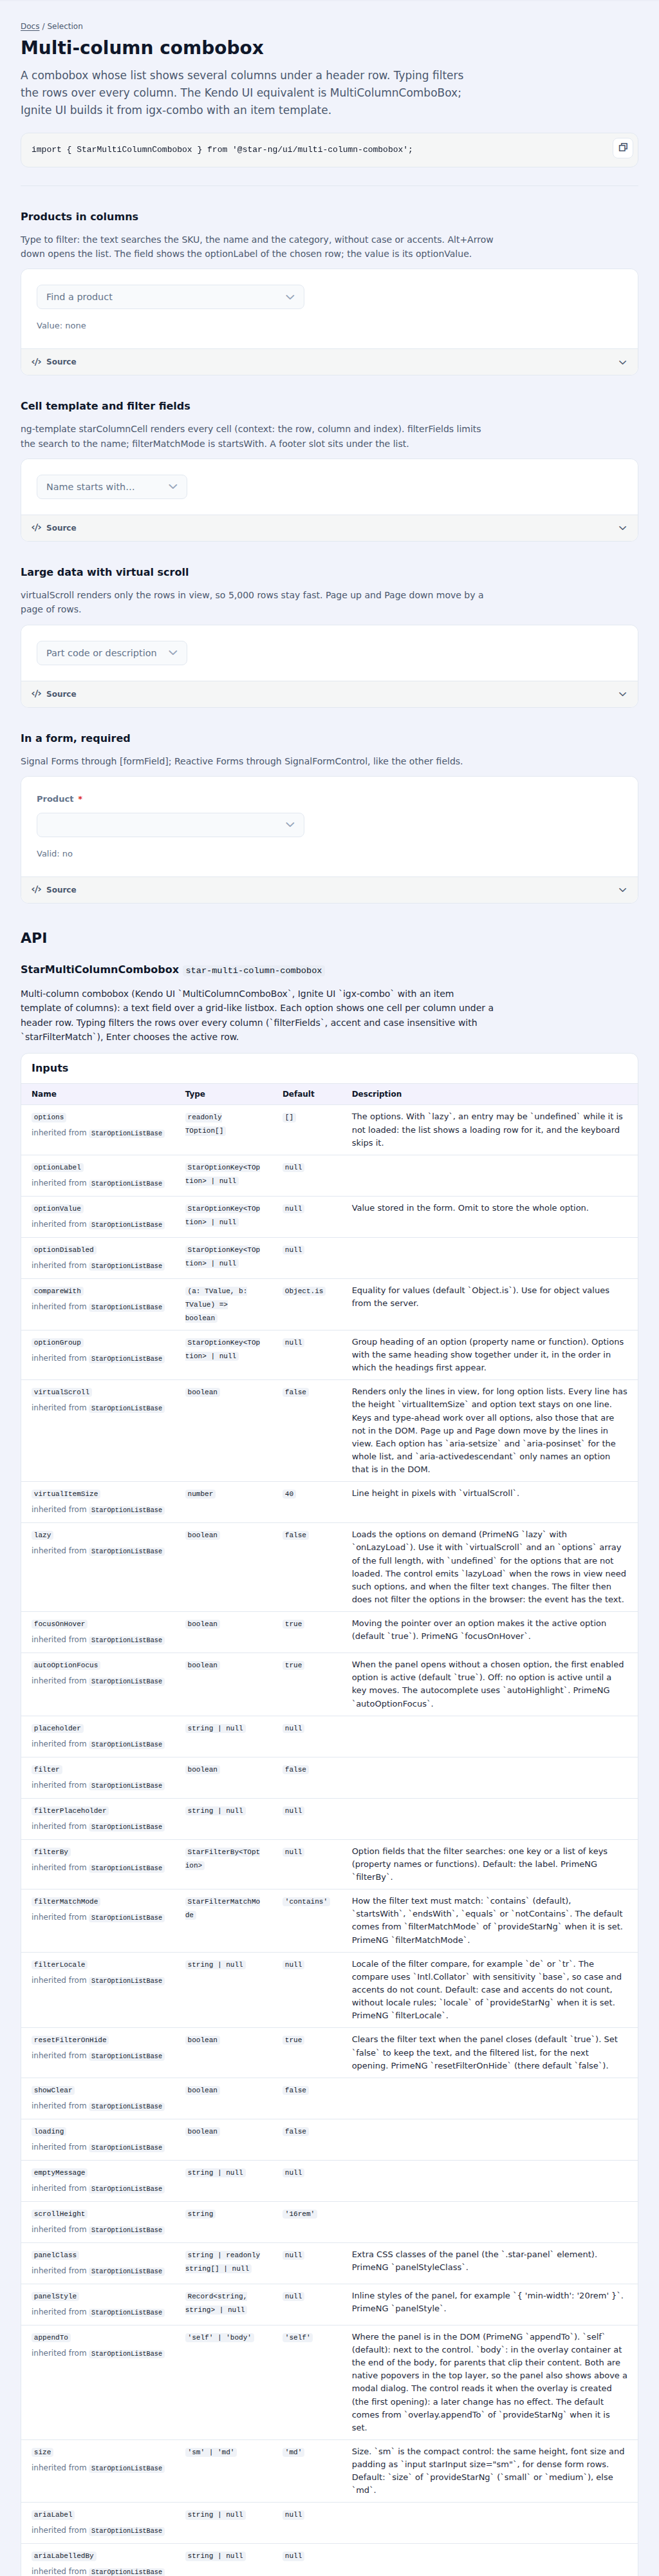 Docs / Selection
Multi-column combobox
A combobox whose list shows several columns under a header row. Typing filters
the rows over every column. The Kendo UI equivalent is MultiColumnComboBox;
Ignite UI builds it from igx-combo with an item template.
import { StarMultiColumnCombobox } from '@star-ng/ui/multi-column-combobox';
Products in columns
Type to filter: the text searches the SKU, the name and the category, without case or accents. Alt+Arrow
down opens the list. The field shows the optionLabel of the chosen row; the value is its optionValue.
Find a product
Value: none
Source
Cell template and filter fields
ng-template starColumnCell renders every cell (context: the row, column and index). filterFields limits
the search to the name; filterMatchMode is startsWith. A footer slot sits under the list.
Name starts with…
Source
Large data with virtual scroll
virtualScroll renders only the rows in view, so 5,000 rows stay fast. Page up and Page down move by a
page of rows.
Part code or description
Source
In a form, required
Signal Forms through [formField]; Reactive Forms through SignalFormControl, like the other fields.
Product *
Valid: no
Source
API
StarMultiColumnCombobox star-multi-column-combobox
Multi-column combobox (Kendo UI `MultiColumnComboBox`, Ignite UI `igx-combo` with an item
template of columns): a text field over a grid-like listbox. Each option shows one cell per column under a
header row. Typing filters the rows over every column (`filterFields`, accent and case insensitive with
`starFilterMatch`), Enter chooses the active row.
Inputs
Name Type Default Description
options readonly [] The options. With `lazy`, an entry may be `undefined` while it is
inherited from StarOptionListBase TOption[] not loaded: the list shows a loading row for it, and the keyboard
skips it.
optionLabel StarOptionKey<TOp null
inherited from StarOptionListBase tion> | null
optionValue StarOptionKey<TOp null Value stored in the form. Omit to store the whole option.
inherited from StarOptionListBase tion> | null
optionDisabled StarOptionKey<TOp null
inherited from StarOptionListBase tion> | null
compareWith (a: TValue, b: Object.is Equality for values (default `Object.is`). Use for object values
inherited from StarOptionListBase TValue) => from the server.
boolean
optionGroup StarOptionKey<TOp null Group heading of an option (property name or function). Options
inherited from StarOptionListBase tion> | null with the same heading show together under it, in the order in
which the headings first appear.
virtualScroll boolean false Renders only the lines in view, for long option lists. Every line has
inherited from StarOptionListBase the height `virtualItemSize` and option text stays on one line.
Keys and type-ahead work over all options, also those that are
not in the DOM. Page up and Page down move by the lines in
view. Each option has `aria-setsize` and `aria-posinset` for the
whole list, and `aria-activedescendant` only names an option
that is in the DOM.
virtualItemSize number 40 Line height in pixels with `virtualScroll`.
inherited from StarOptionListBase
lazy boolean false Loads the options on demand (PrimeNG `lazy` with
inherited from StarOptionListBase `onLazyLoad`). Use it with `virtualScroll` and an `options` array
of the full length, with `undefined` for the options that are not
loaded. The control emits `lazyLoad` when the rows in view need
such options, and when the filter text changes. The filter then
does not filter the options in the browser: the event has the text.
focusOnHover boolean true Moving the pointer over an option makes it the active option
inherited from StarOptionListBase (default `true`). PrimeNG `focusOnHover`.
autoOptionFocus boolean true When the panel opens without a chosen option, the first enabled
inherited from StarOptionListBase option is active (default `true`). Off: no option is active until a
key moves. The autocomplete uses `autoHighlight`. PrimeNG
`autoOptionFocus`.
placeholder string | null null
inherited from StarOptionListBase
filter boolean false
inherited from StarOptionListBase
filterPlaceholder string | null null
inherited from StarOptionListBase
filterBy StarFilterBy<TOpt null Option fields that the filter searches: one key or a list of keys
inherited from StarOptionListBase ion> (property names or functions). Default: the label. PrimeNG
`filterBy`.
filterMatchMode StarFilterMatchMo 'contains' How the filter text must match: `contains` (default),
inherited from StarOptionListBase de `startsWith`, `endsWith`, `equals` or `notContains`. The default
comes from `filterMatchMode` of `provideStarNg` when it is set.
PrimeNG `filterMatchMode`.
filterLocale string | null null Locale of the filter compare, for example `de` or `tr`. The
inherited from StarOptionListBase compare uses `Intl.Collator` with sensitivity `base`, so case and
accents do not count. Default: case and accents do not count,
without locale rules; `locale` of `provideStarNg` when it is set.
PrimeNG `filterLocale`.
resetFilterOnHide boolean true Clears the filter text when the panel closes (default `true`). Set
inherited from StarOptionListBase `false` to keep the text, and the filtered list, for the next
opening. PrimeNG `resetFilterOnHide` (there default `false`).
showClear boolean false
inherited from StarOptionListBase
loading boolean false
inherited from StarOptionListBase
emptyMessage string | null null
inherited from StarOptionListBase
scrollHeight string '16rem'
inherited from StarOptionListBase
panelClass string | readonly null Extra CSS classes of the panel (the `.star-panel` element).
inherited from StarOptionListBase string[] | null PrimeNG `panelStyleClass`.
panelStyle Record<string, null Inline styles of the panel, for example `{ 'min-width': '20rem' }`.
inherited from StarOptionListBase string> | null PrimeNG `panelStyle`.
appendTo 'self' | 'body' 'self' Where the panel is in the DOM (PrimeNG `appendTo`). `self`
inherited from StarOptionListBase (default): next to the control. `body`: in the overlay container at
the end of the body, for parents that clip their content. Both are
native popovers in the top layer, so the panel also shows above a
modal dialog. The control reads it when the overlay is created
(the first opening): a later change has no effect. The default
comes from `overlay.appendTo` of `provideStarNg` when it is
set.
size 'sm' | 'md' 'md' Size. `sm` is the compact control: the same height, font size and
inherited from StarOptionListBase padding as `input starInput size="sm"`, for dense form rows.
Default: `size` of `provideStarNg` (`small` or `medium`), else
`md`.
ariaLabel string | null null
inherited from StarOptionListBase
ariaLabelledBy string | null null
inherited from StarOptionListBase